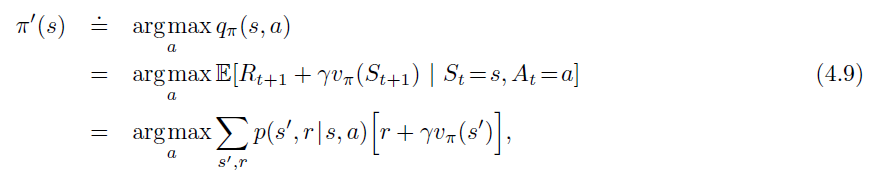 π′(s) ≐ argmax_a q_π(s, a)
= argmax_a 𝔼[R_{t+1} + γv_π(S_{t+1}) | S_t=s, A_t=a] (4.9)
= argmax_a ∑_{s′,r} p(s′, r|s, a)[r + γv_π(s′)],